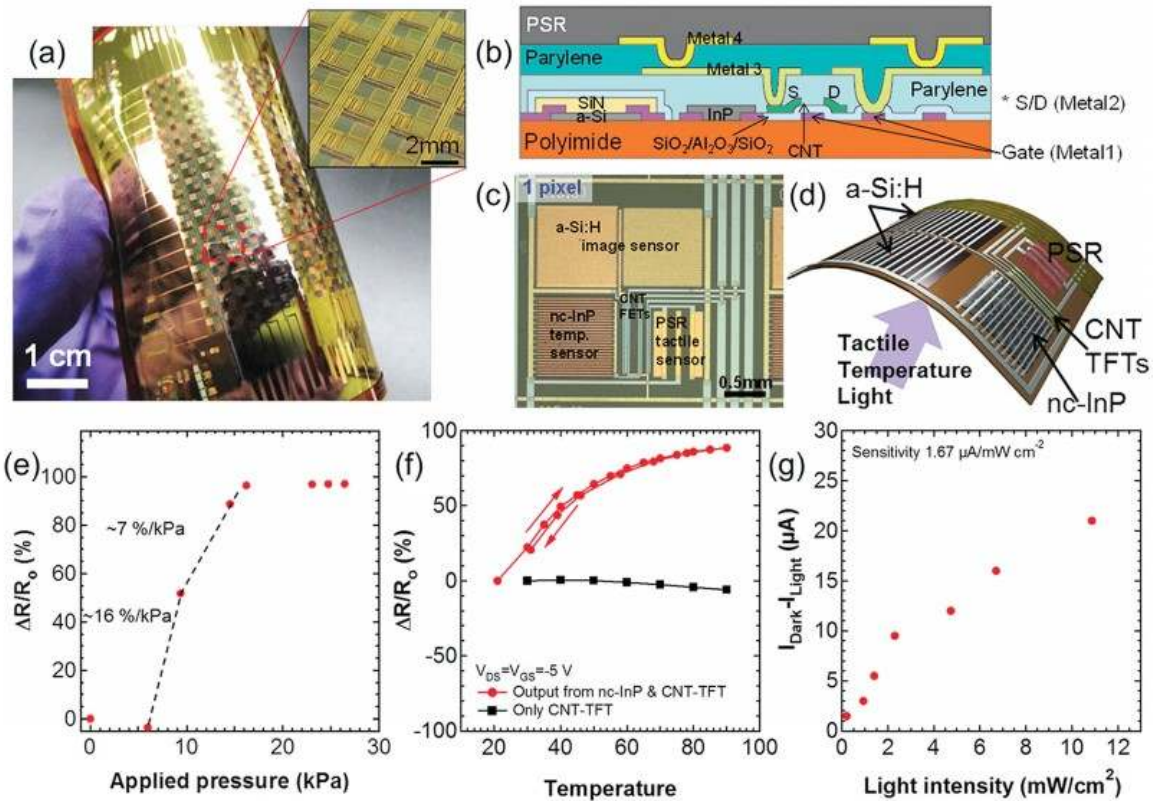 (a)
2mm
1 cm
(b)
PSR
Metal 4
Parylene
Metal 3
SiN
a-Si
InP
S
D
Parylene
* S/D (Metal2)
Polyimide
SiO₂/Al₂O₃/SiO₂
CNT
Gate (Metal1)
(c)
1 pixel
a-Si:H
image sensor
CNT
FETs
nc-InP
temp.
sensor
PSR
tactile
sensor
0.5mm
(d)
a-Si:H
PSR
CNT
TFTs
nc-InP
Tactile
Temperature
Light
(e)
100
80
60
40
20
0
~7 %/kPa
~16 %/kPa
ΔR/Rₒ (%)
0 10 20 30
Applied pressure (kPa)
(f)
100
50
0
-50
-100
ΔR/Rₒ (%)
V_DS=V_GS=-5 V
Output from nc-InP & CNT-TFT
Only CNT-TFT
20 40 60 80 100
Temperature
(g)
30
25
20
15
10
5
0
Sensitivity 1.67 µA/mW cm⁻²
I_Dark-I_Light (µA)
0 2 4 6 8 10 12
Light intensity (mW/cm²)